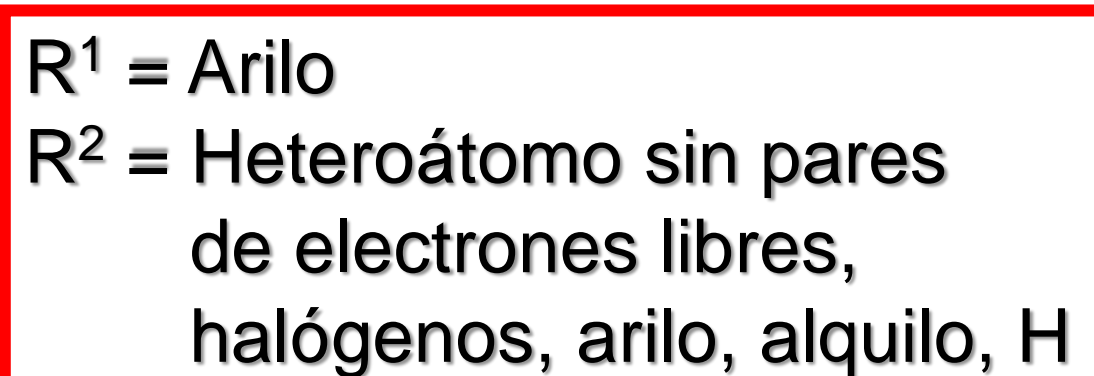 R¹ = Arilo
R² = Heteroátomo sin pares
de electrones libres,
halógenos, arilo, alquilo, H